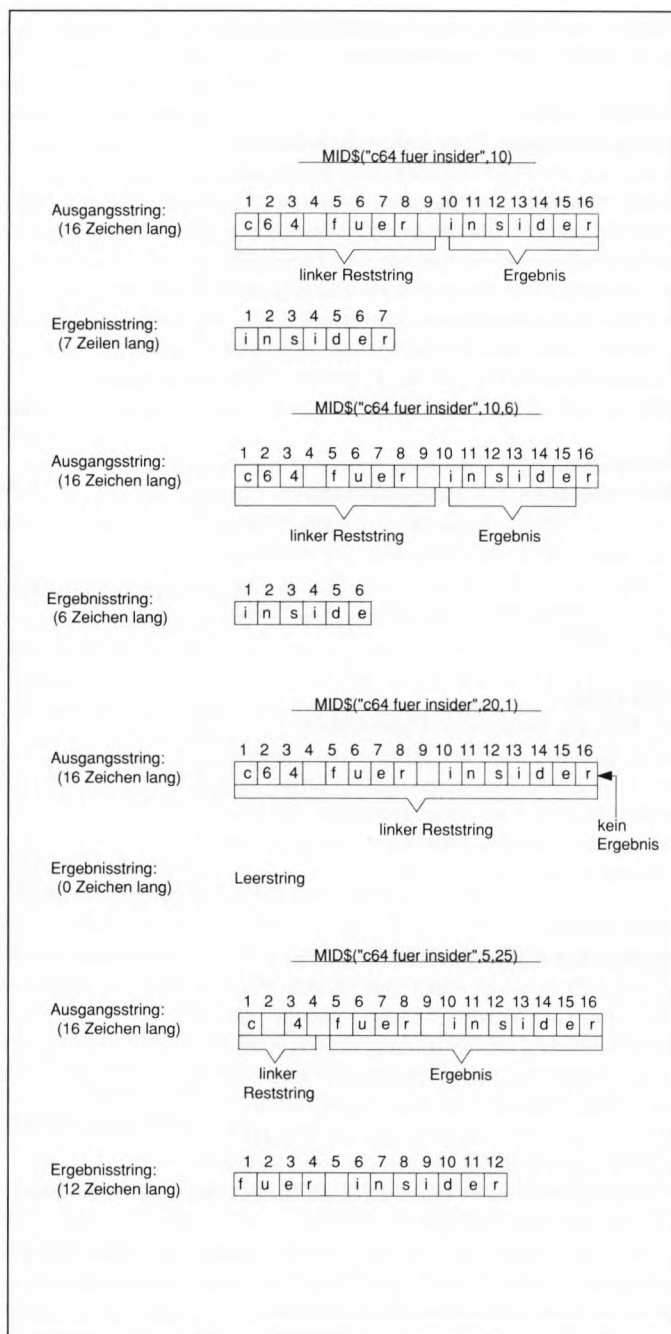 MID$("c64 fuer insider",10)
1 2 3 4 5 6 7 8 9 10 11 12 13 14 15 16
Ausgangsstring: c 6 4 f u e r i n s i d e r
(16 Zeichen lang)
linker Reststring Ergebnis
1 2 3 4 5 6 7
Ergebnisstring: i n s i d e r
(7 Zeilen lang)
MID$("c64 fuer insider",10,6)
1 2 3 4 5 6 7 8 9 10 11 12 13 14 15 16
Ausgangsstring: c 6 4 f u e r i n s i d e r
(16 Zeichen lang)
linker Reststring Ergebnis
1 2 3 4 5 6
Ergebnisstring: i n s i d e
(6 Zeichen lang)
MID$("c64 fuer insider",20,1)
1 2 3 4 5 6 7 8 9 10 11 12 13 14 15 16
Ausgangsstring: c 6 4 f u e r i n s i d e r
(16 Zeichen lang)
linker Reststring kein
Ergebnis
Ergebnisstring: Leerstring
(0 Zeichen lang)
MID$("c64 fuer insider",5,25)
1 2 3 4 5 6 7 8 9 10 11 12 13 14 15 16
Ausgangsstring: c 4 f u e r i n s i d e r
(16 Zeichen lang)
linker Ergebnis
Reststring
1 2 3 4 5 6 7 8 9 10 11 12
Ergebnisstring: f u e r i n s i d e r
(12 Zeichen lang)